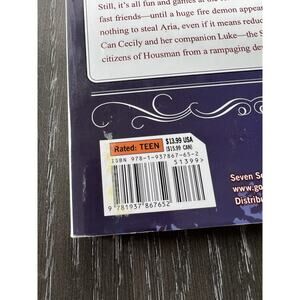 Still, it's all fun and games at the
fast friends—until a huge fire demon appea
nothing to steal Aria, even if it means reduc
Can Cecily and her companion Luke—the S
citizens of Housman from a rampaging de
Rated: TEEN
$13.99 USA
($15.99 CAN)
ISBN 978-1-937867-65-2
51399>
9 781937 867652
Seven Se
www.go
Distribu